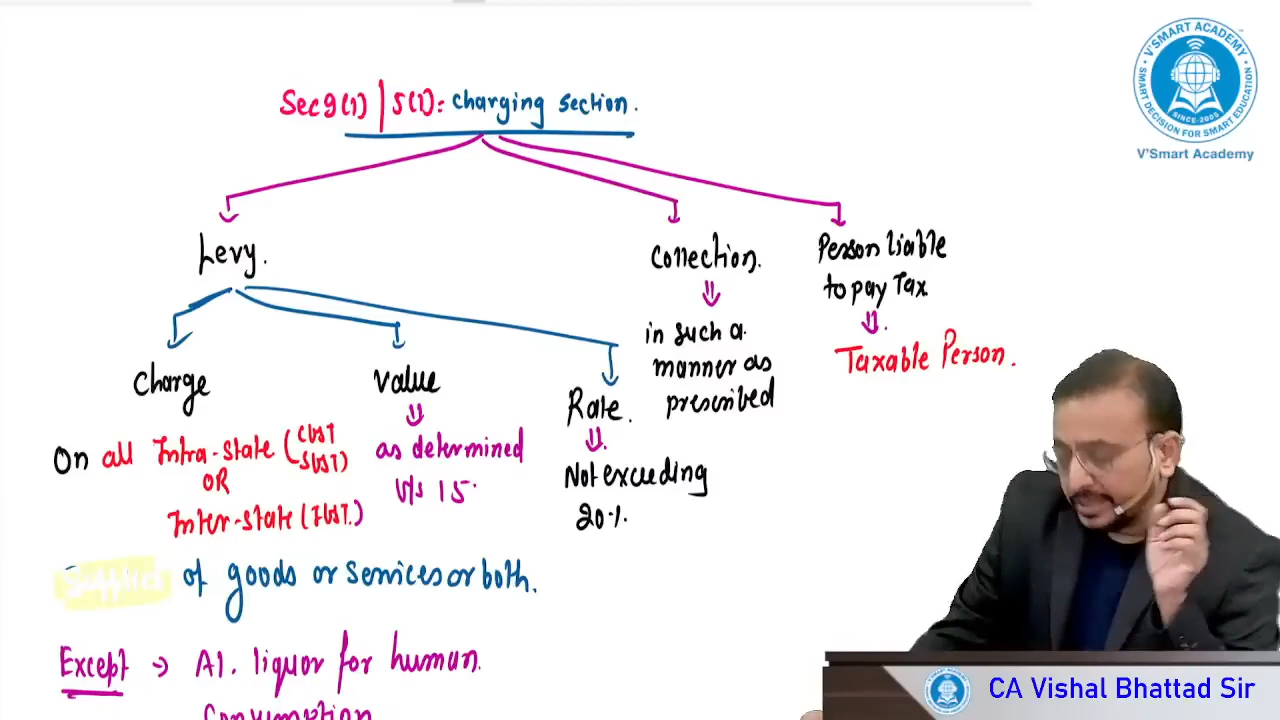 Sec 9(1) | 5(1): charging section.
Levy.
Collection.
Person liable
to pay Tax
in such a
manner as
prescribed
Taxable Person.
Charge
Value
Rate.
On all Intra-state (CGST
SGST)
OR
Inter-state (IGST.)
as determined
u/s 15.
Not exceeding
20%.
Supplies of goods or services or both.
Except → Al. liquor for human
Consumption
V'SMART ACADEMY
SMART DECISION FOR SMART EDUCATION
SINCE-2005
V'Smart Academy
CA Vishal Bhattad Sir